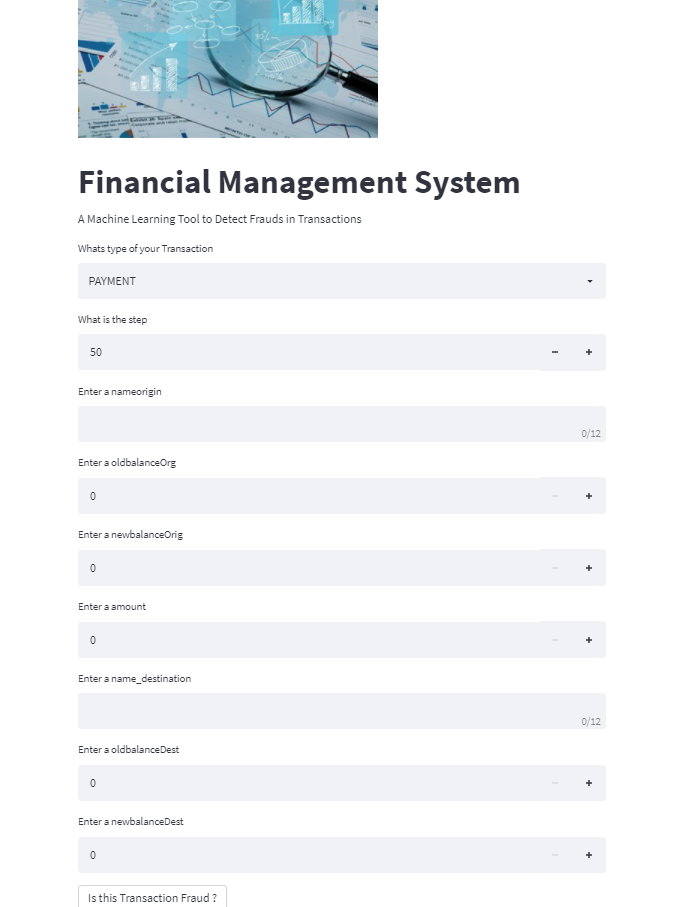 Financial Management System
A Machine Learning Tool to Detect Frauds in Transactions
Whats type of your Transaction
PAYMENT
What is the step
50
Enter a nameorigin
0/12
Enter a oldbalanceOrg
0
Enter a newbalanceOrig
0
Enter a amount
0
Enter a name_destination
0/12
Enter a oldbalanceDest
0
Enter a newbalanceDest
0
Is this Transaction Fraud ?